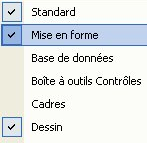 Standard
Mise en forme
Base de données
Boîte à outils Contrôles
Cadres
Dessin